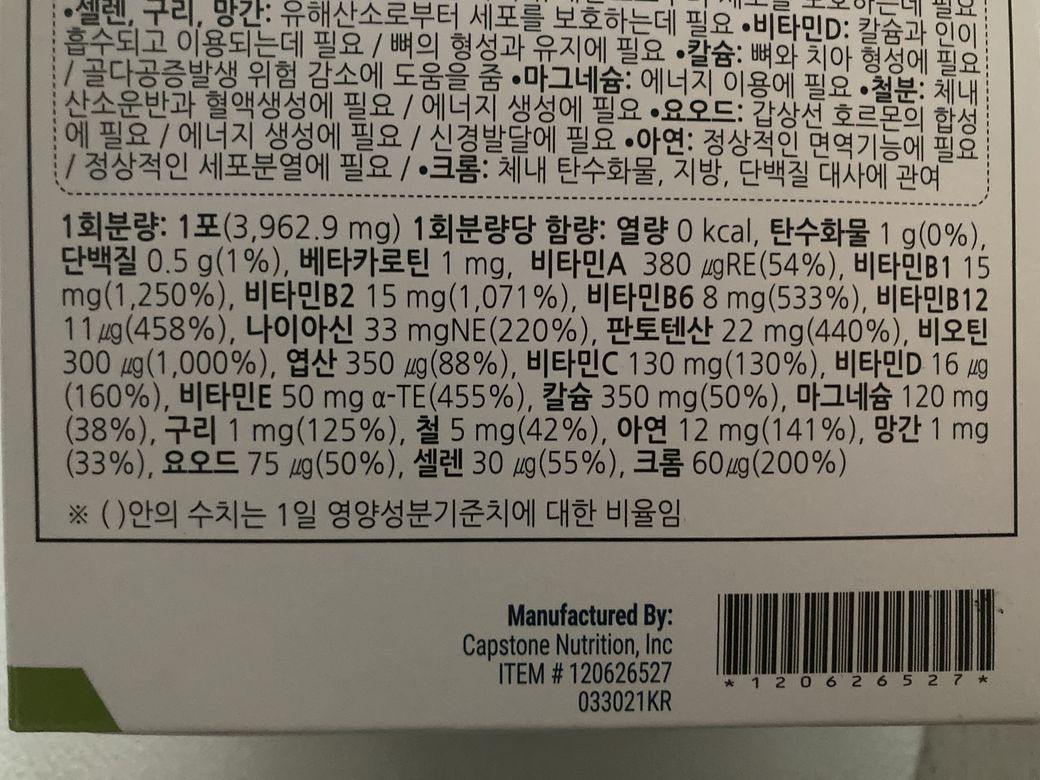 •셀렌, 구리, 망간: 유해산소로부터 세포를 보호하는데 필요 •비타민D: 칼슘과 인이
흡수되고 이용되는데 필요 / 뼈의 형성과 유지에 필요 •칼슘: 뼈와 치아 형성에 필요
/ 골다공증발생 위험 감소에 도움을 줌 •마그네슘: 에너지 이용에 필요 •철분: 체내
산소운반과 혈액생성에 필요 / 에너지 생성에 필요 •요오드: 갑상선 호르몬의 합성
에 필요 / 에너지 생성에 필요 / 신경발달에 필요 •아연: 정상적인 면역기능에 필요
/ 정상적인 세포분열에 필요 / •크롬: 체내 탄수화물, 지방, 단백질 대사에 관여
1회분량: 1포(3,962.9 mg) 1회분량당 함량: 열량 0 kcal, 탄수화물 1 g(0%),
단백질 0.5 g(1%), 베타카로틴 1 mg, 비타민A 380 ㎍RE(54%), 비타민B1 15
mg(1,250%), 비타민B2 15 mg(1,071%), 비타민B6 8 mg(533%), 비타민B12
11㎍(458%), 나이아신 33 mgNE(220%), 판토텐산 22 mg(440%), 비오틴
300 ㎍(1,000%), 엽산 350 ㎍(88%), 비타민C 130 mg(130%), 비타민D 16 ㎍
(160%), 비타민E 50 mg α-TE(455%), 칼슘 350 mg(50%), 마그네슘 120 mg
(38%), 구리 1 mg(125%), 철 5 mg(42%), 아연 12 mg(141%), 망간 1 mg
(33%), 요오드 75 ㎍(50%), 셀렌 30 ㎍(55%), 크롬 60㎍(200%)
※ ( )안의 수치는 1일 영양성분기준치에 대한 비율임
Manufactured By:
Capstone Nutrition, Inc
ITEM # 120626527
033021KR
*120626527*